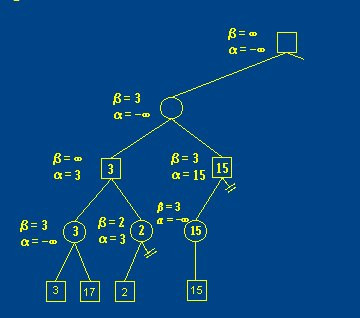 β = ∞
α = -∞
β = 3
α = -∞
β = ∞
α = 3
3
β = 3
α = 15
15
β = 3
α = -∞
3
β = 2
α = 3
2
β = 3
α = -∞
15
3
17
2
15